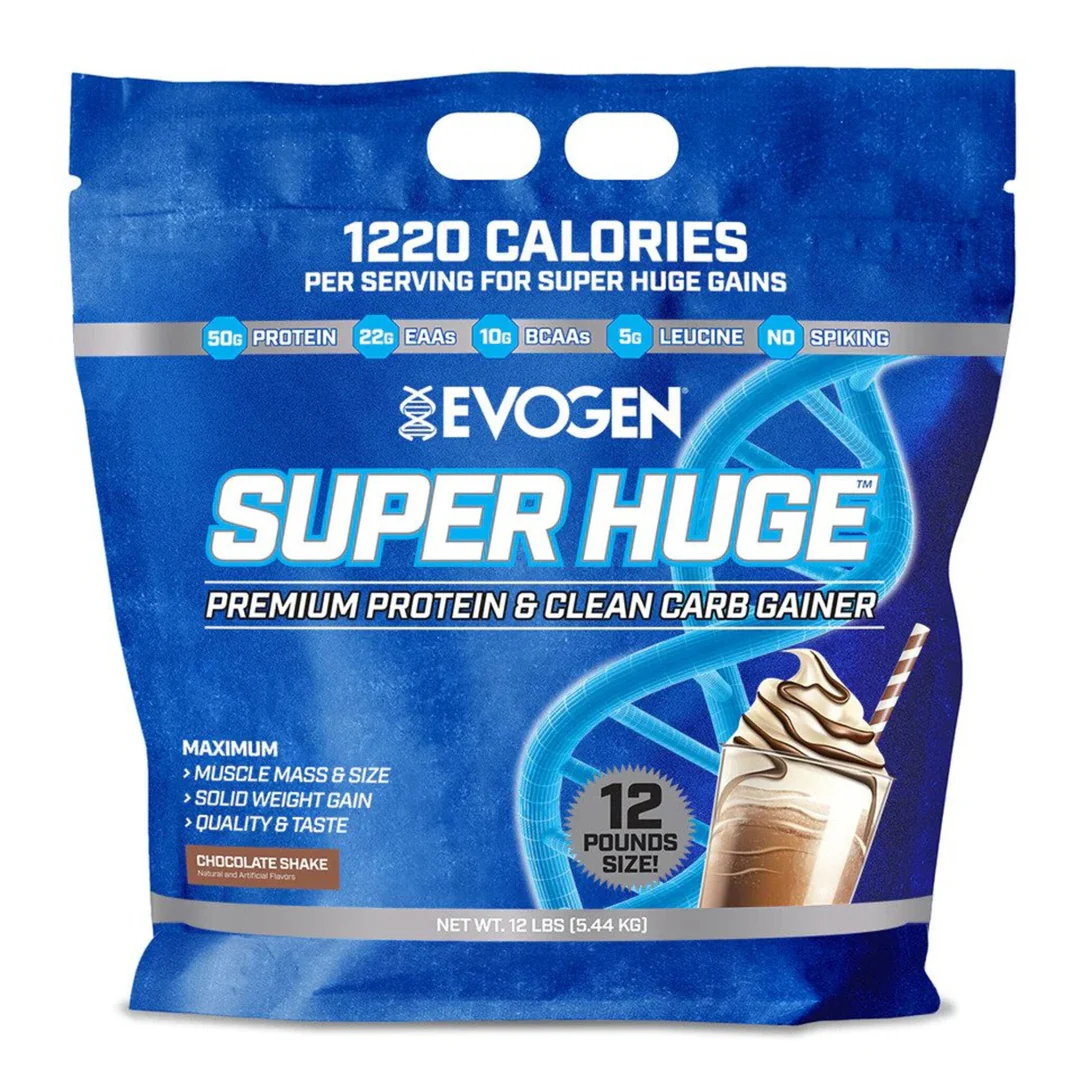 1220 CALORIES
PER SERVING FOR SUPER HUGE GAINS
50G PROTEIN 22G EAAs 10G BCAAs 5G LEUCINE NO SPIKING
EVOGEN®
SUPER HUGE™
PREMIUM PROTEIN & CLEAN CARB GAINER
MAXIMUM
› MUSCLE MASS & SIZE
› SOLID WEIGHT GAIN
› QUALITY & TASTE
CHOCOLATE SHAKE
Natural and Artificial Flavors
12
POUNDS
SIZE!
NET WT. 12 LBS (5.44 KG)